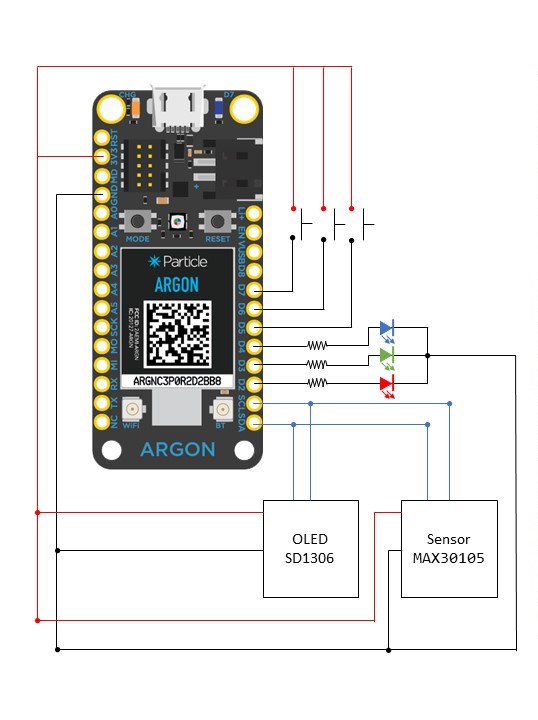 CHG
D7
RST
3V3
MD
GND
A0
A1
A2
A3
A4
A5
SCK
MO
MI
RX
TX
NC
LI+
EN
VUSB
D8
D7
D6
D5
D4
D3
D2
SCL
SDA
MODE
RESET
Particle
ARGON
ARGNC3P0R2D2BB8
WiFi
BT
ARGON
OLED
SD1306
Sensor
MAX30105